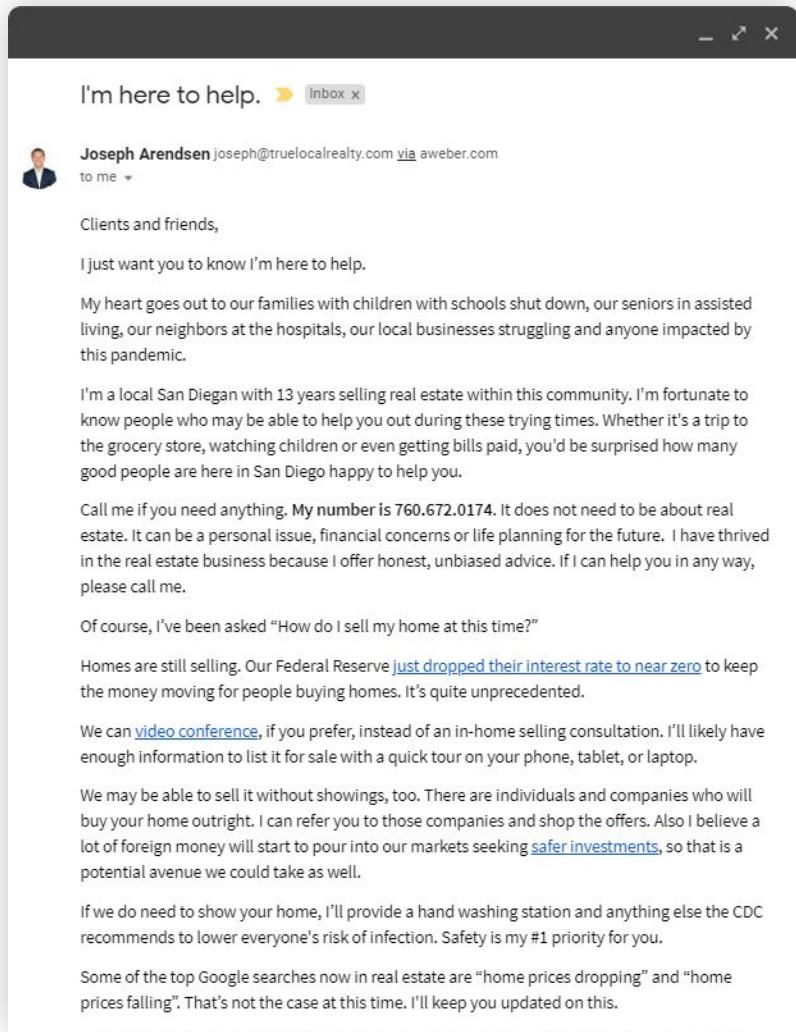 I'm here to help.
Inbox x
Joseph Arendsen joseph@truelocalrealty.com via aweber.com
to me
Clients and friends,
I just want you to know I'm here to help.
My heart goes out to our families with children with schools shut down, our seniors in assisted
living, our neighbors at the hospitals, our local businesses struggling and anyone impacted by
this pandemic.
I'm a local San Diegan with 13 years selling real estate within this community. I'm fortunate to
know people who may be able to help you out during these trying times. Whether it's a trip to
the grocery store, watching children or even getting bills paid, you'd be surprised how many
good people are here in San Diego happy to help you.
Call me if you need anything. My number is 760.672.0174. It does not need to be about real
estate. It can be a personal issue, financial concerns or life planning for the future.  I have thrived
in the real estate business because I offer honest, unbiased advice. If I can help you in any way,
please call me.
Of course, I've been asked “How do I sell my home at this time?”
Homes are still selling. Our Federal Reserve just dropped their interest rate to near zero to keep
the money moving for people buying homes. It's quite unprecedented.
We can video conference, if you prefer, instead of an in-home selling consultation. I'll likely have
enough information to list it for sale with a quick tour on your phone, tablet, or laptop.
We may be able to sell it without showings, too. There are individuals and companies who will
buy your home outright. I can refer you to those companies and shop the offers. Also I believe a
lot of foreign money will start to pour into our markets seeking safer investments, so that is a
potential avenue we could take as well.
If we do need to show your home, I'll provide a hand washing station and anything else the CDC
recommends to lower everyone's risk of infection. Safety is my #1 priority for you.
Some of the top Google searches now in real estate are “home prices dropping” and “home
prices falling”. That's not the case at this time. I'll keep you updated on this.